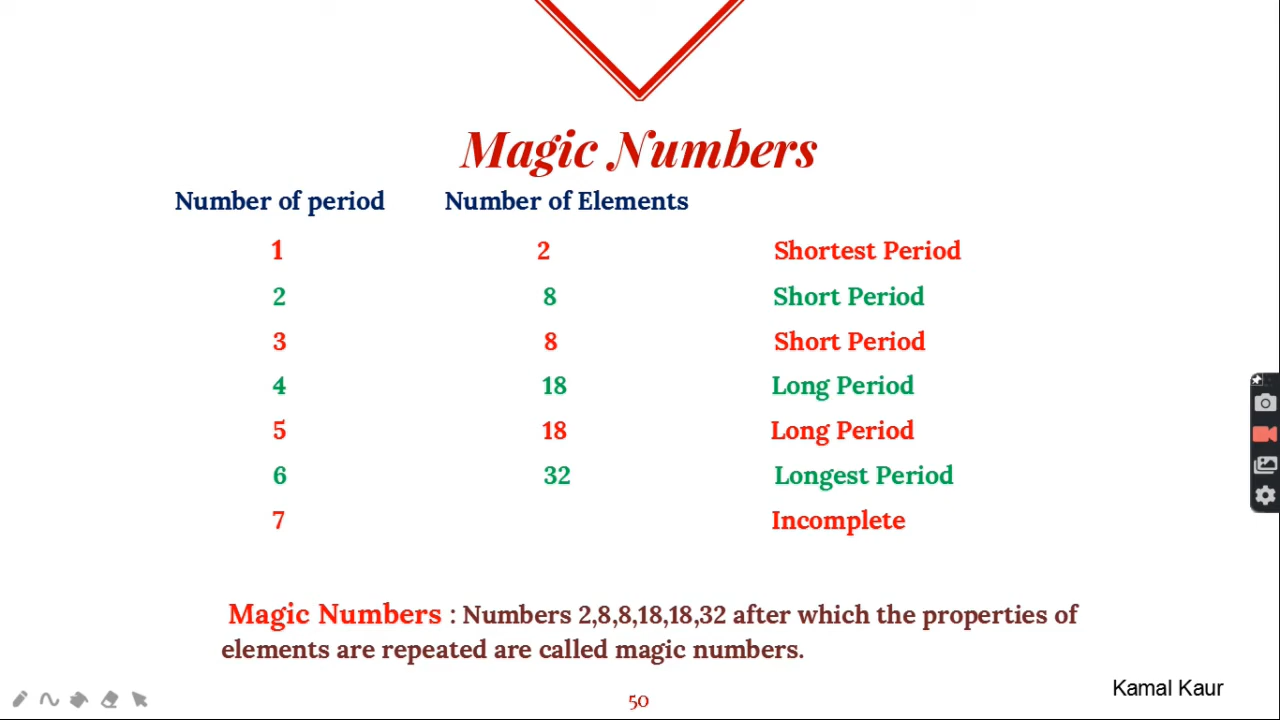 Magic Numbers
Number of period Number of Elements
1 2 Shortest Period
2 8 Short Period
3 8 Short Period
4 18 Long Period
5 18 Long Period
6 32 Longest Period
7 Incomplete
Magic Numbers : Numbers 2,8,8,18,18,32 after which the properties of
elements are repeated are called magic numbers.
50
Kamal Kaur